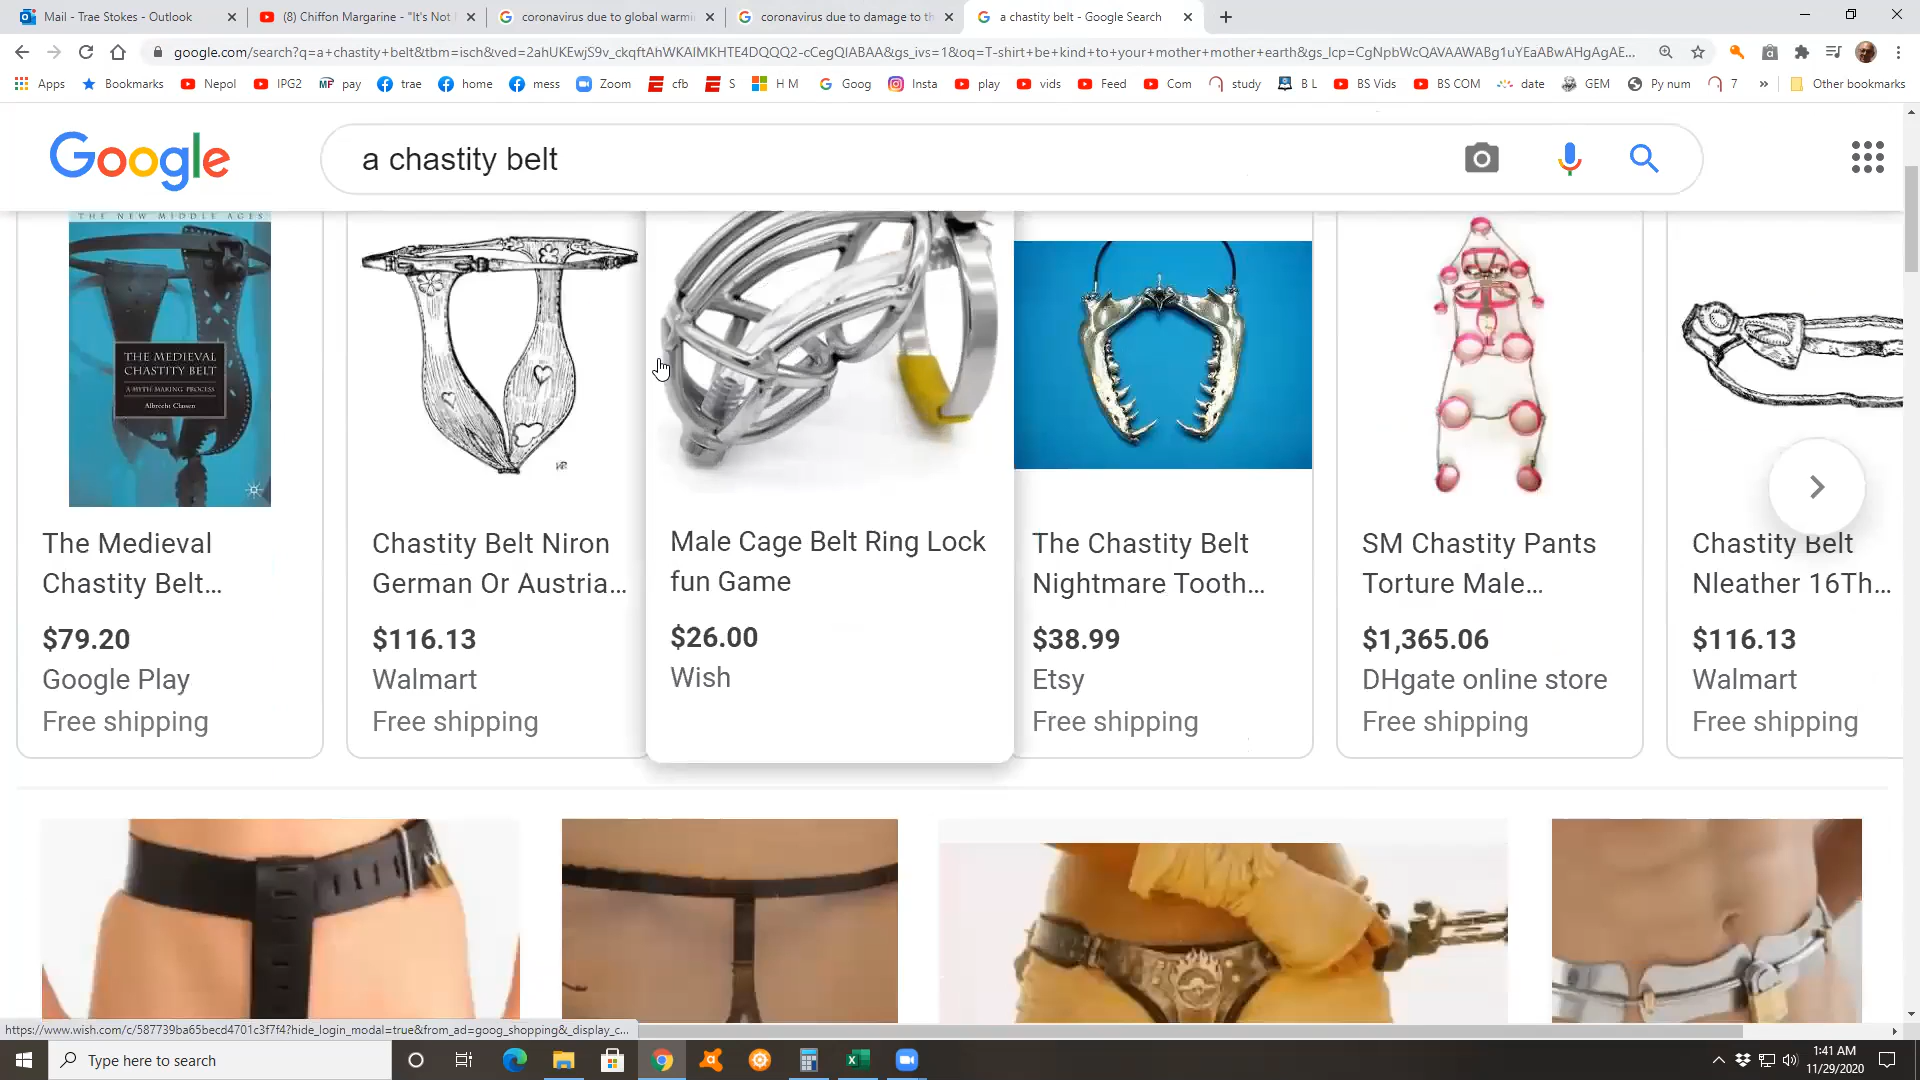 Mail - Trae Stokes - Outlook
(8) Chiffon Margarine - "It's Not
coronavirus due to global warmi
coronavirus due to damage to th
a chastity belt - Google Search
google.com/search?q=a+chastity+belt&tbm=isch&ved=2ahUKEwjS9v_ckqftAhWKAlMKHTE4DQQQ2-cCegQIABAA&gs_ivs=1&oq=T-shirt+be+kind+to+your+mother+mother+earth&gs_lcp=CgNpbWcQAVAAWABg1uYEaABwAHgAgAE...
Apps Bookmarks Nepol IPG2 MF pay trae home mess Zoom cfb S H M Goog Insta play vids Feed Com study B L BS Vids BS COM date GEM Py num 7 » Other bookmarks
Google
a chastity belt
THE NEW MIDDLE AGES
THE MEDIEVAL
CHASTITY BELT
A MYTH-MAKING PROCESS
Albrecht Classen
The Medieval
Chastity Belt...
$79.20
Google Play
Free shipping
Chastity Belt Niron
German Or Austria...
$116.13
Walmart
Free shipping
Male Cage Belt Ring Lock
fun Game
$26.00
Wish
The Chastity Belt
Nightmare Tooth...
$38.99
Etsy
Free shipping
SM Chastity Pants
Torture Male...
$1,365.06
DHgate online store
Free shipping
Chastity Belt
Nleather 16Th...
$116.13
Walmart
Free shipping
https://www.wish.com/c/587739ba65becd4701c3f7f4?hide_login_modal=true&from_ad=goog_shopping&_display_c...
Type here to search
1:41 AM
11/29/2020